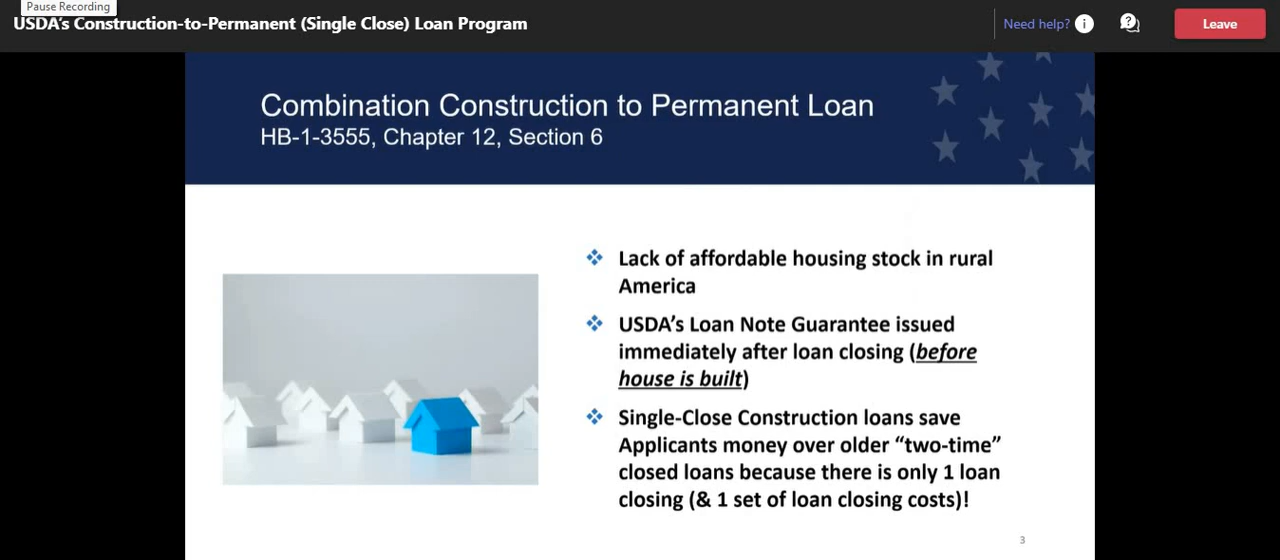 Pause Recording
USDA's Construction-to-Permanent (Single Close) Loan Program
Need help?
Leave
Combination Construction to Permanent Loan
HB-1-3555, Chapter 12, Section 6
Lack of affordable housing stock in rural
America
USDA's Loan Note Guarantee issued
immediately after loan closing (before
house is built)
Single-Close Construction loans save
Applicants money over older “two-time”
closed loans because there is only 1 loan
closing (& 1 set of loan closing costs)!
3